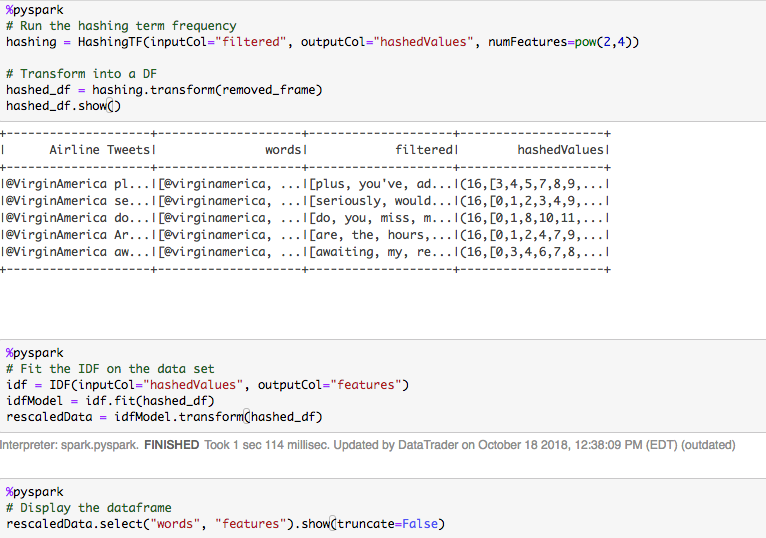 %pyspark
# Run the hashing term frequency
hashing = HashingTF(inputCol="filtered", outputCol="hashedValues", numFeatures=pow(2,4))
# Transform into a DF
hashed_df = hashing.transform(removed_frame)
hashed_df.show()
+--------------------+--------------------+--------------------+--------------------+
|      Airline Tweets|               words|            filtered|        hashedValues|
+--------------------+--------------------+--------------------+--------------------+
|@VirginAmerica pl...|[@virginamerica, ...|[plus, you've, ad...|(16,[3,4,5,7,8,9,...|
|@VirginAmerica se...|[@virginamerica, ...|[seriously, would...|(16,[0,1,2,3,4,9,...|
|@VirginAmerica do...|[@virginamerica, ...|[do, you, miss, m...|(16,[0,1,8,10,11,...|
|@VirginAmerica Ar...|[@virginamerica, ...|[are, the, hours,...|(16,[0,1,2,4,7,9,...|
|@VirginAmerica aw...|[@virginamerica, ...|[awaiting, my, re...|(16,[0,3,4,6,7,8,...|
+--------------------+--------------------+--------------------+--------------------+
%pyspark
# Fit the IDF on the data set
idf = IDF(inputCol="hashedValues", outputCol="features")
idfModel = idf.fit(hashed_df)
rescaledData = idfModel.transform(hashed_df)
Interpreter: spark.pyspark. FINISHED Took 1 sec 114 millisec. Updated by DataTrader on October 18 2018, 12:38:09 PM (EDT) (outdated)
%pyspark
# Display the dataframe
rescaledData.select("words", "features").show(truncate=False)